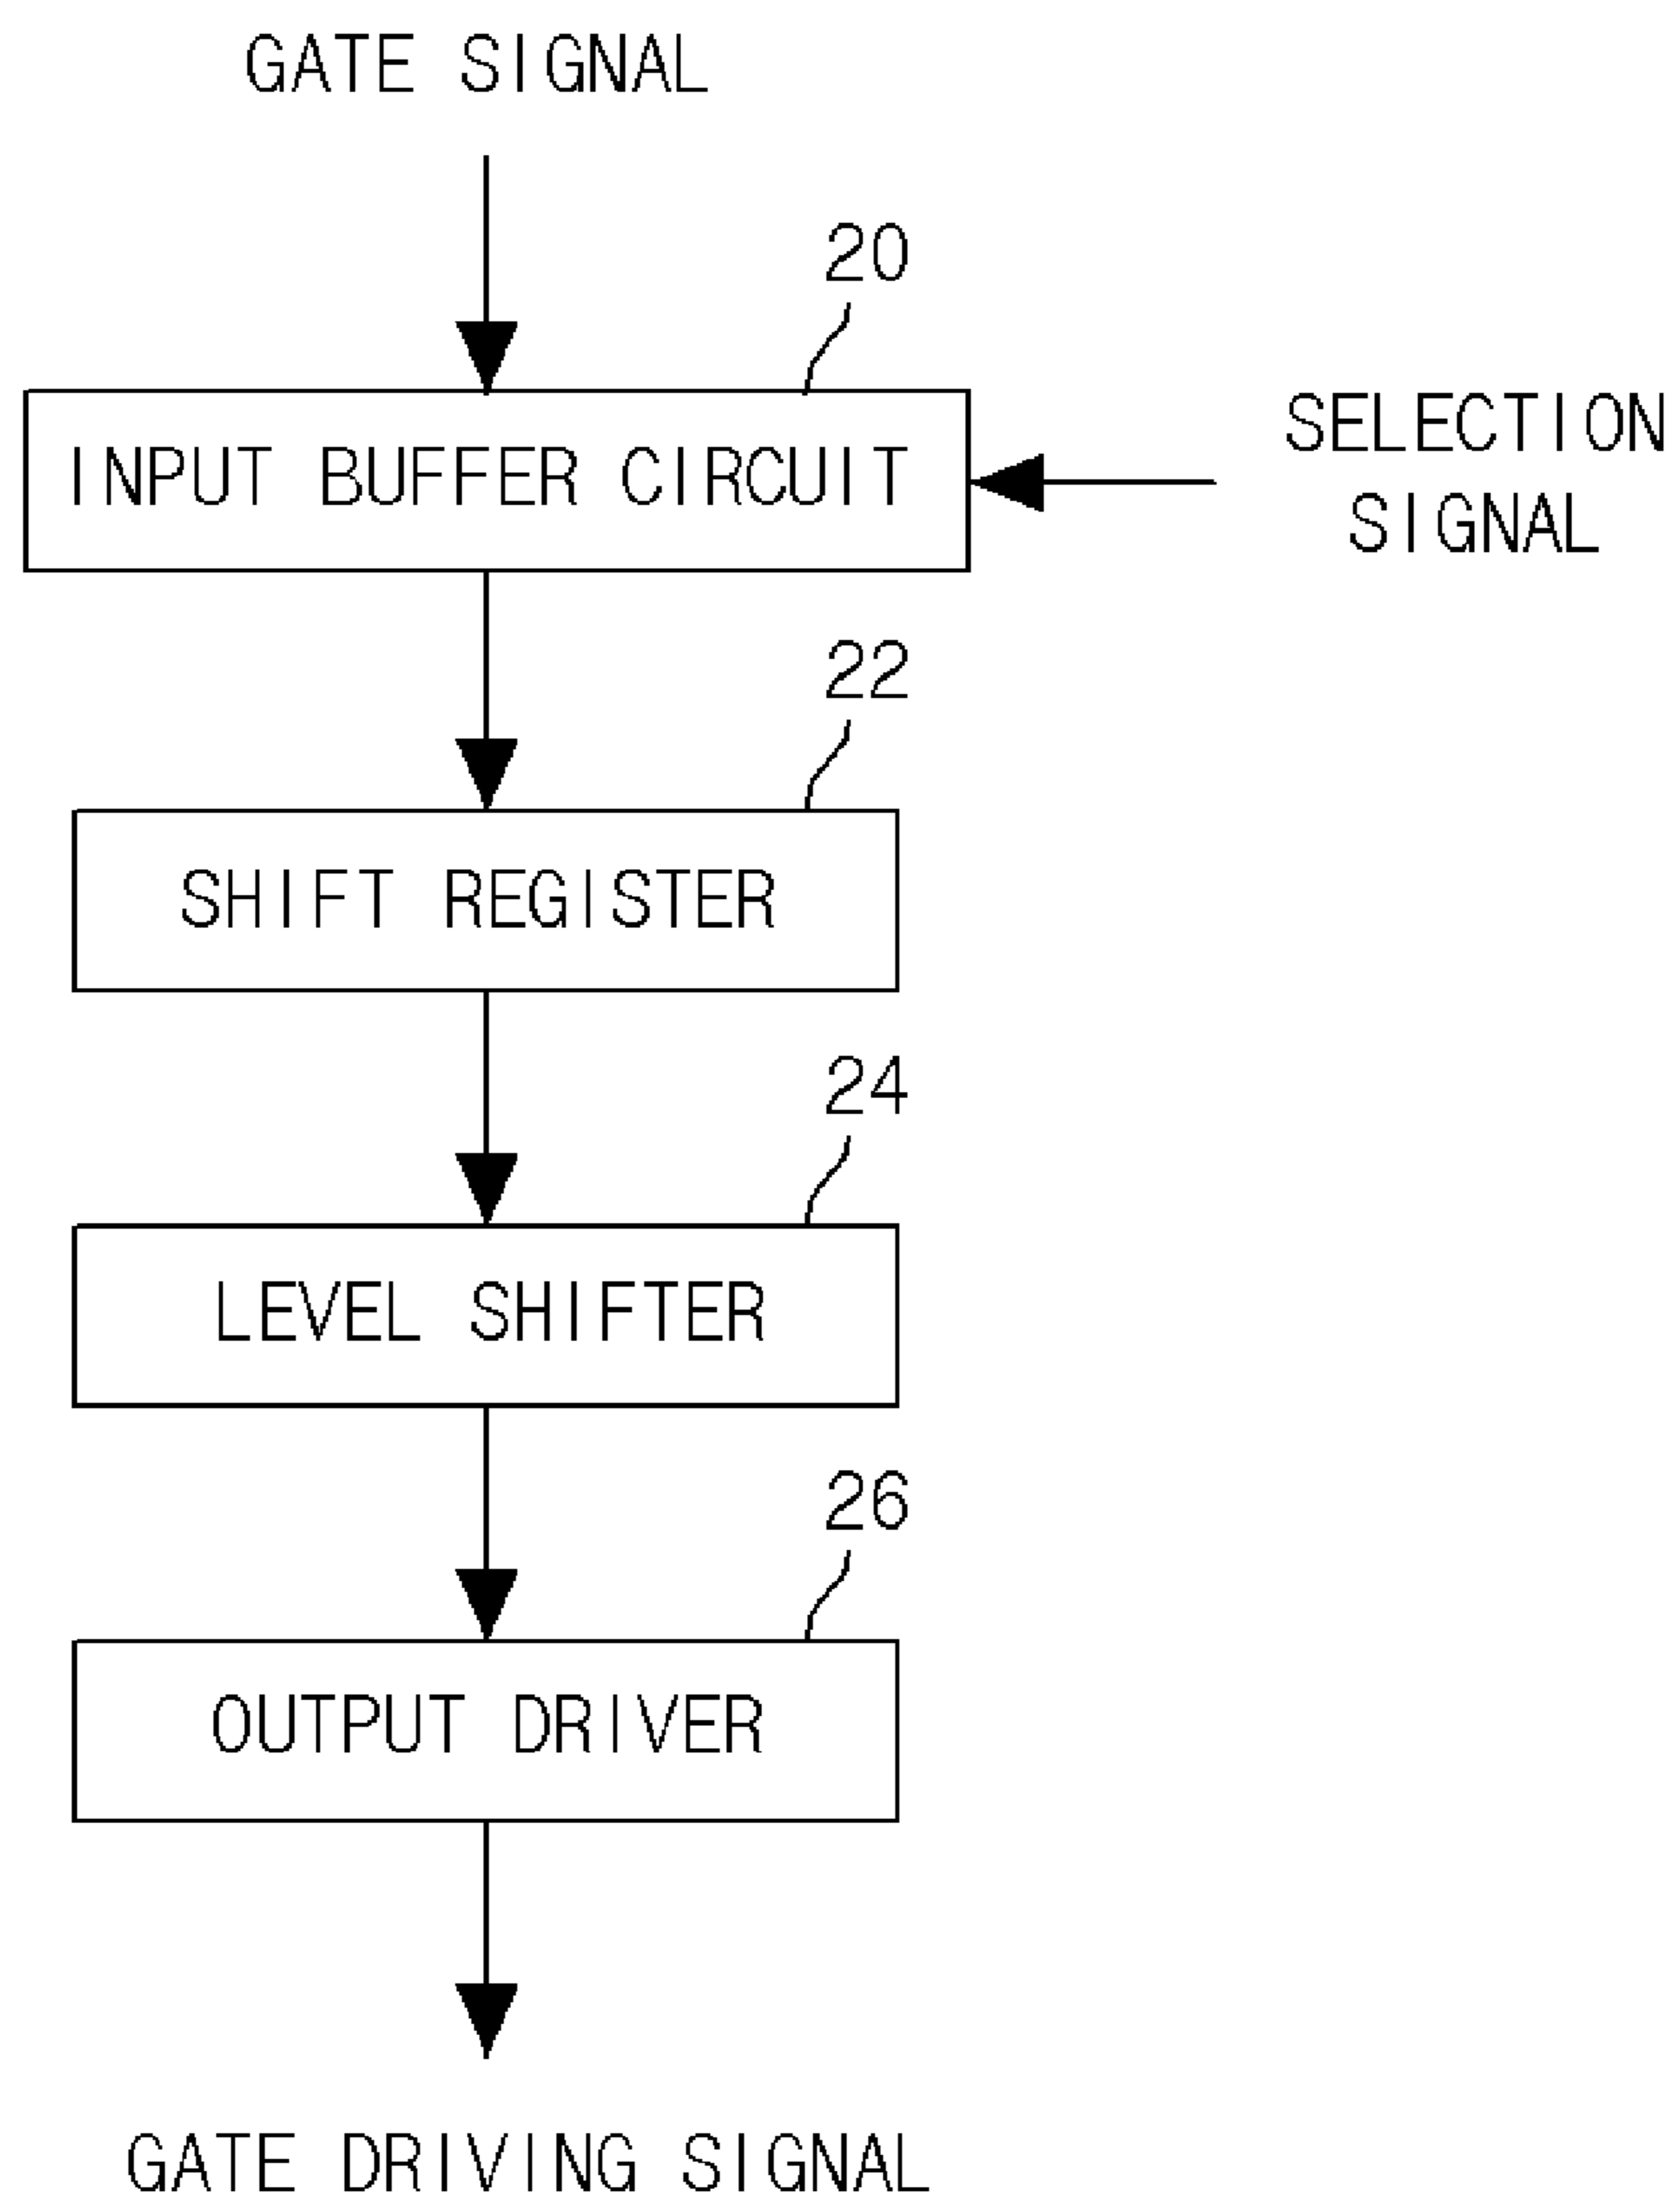 GATE SIGNAL
20
INPUT BUFFER CIRCUIT
SELECTION
SIGNAL
22
SHIFT REGISTER
24
LEVEL SHIFTER
26
OUTPUT DRIVER
GATE DRIVING SIGNAL